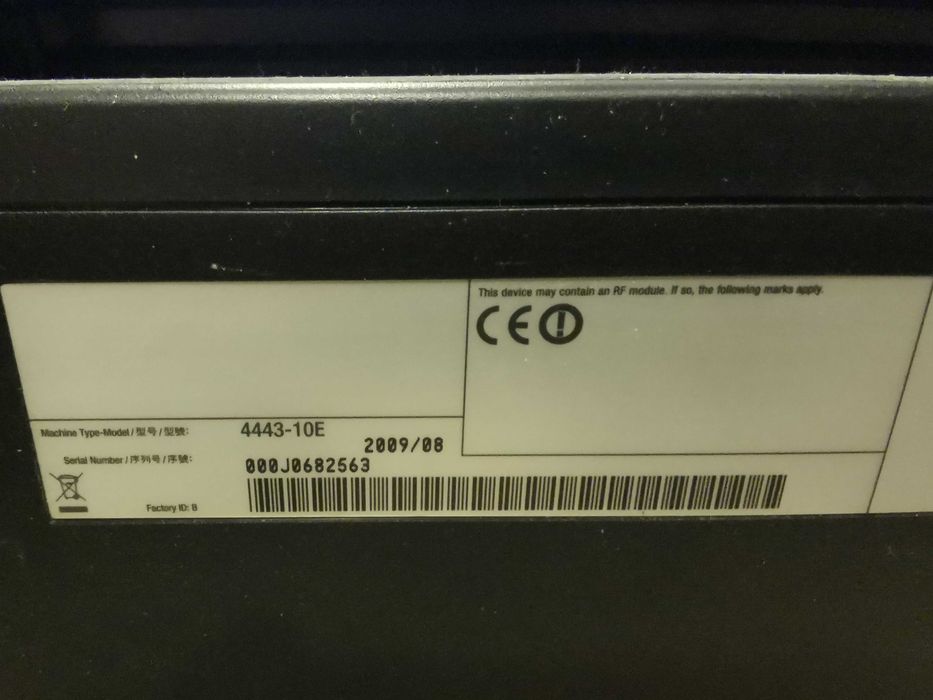 This device may contain an RF module. If so, the following marks apply.
CE
Machine Type-Model / 型号 / 型號: 4443-10E
2009/08
Serial Number / 序列号 / 序號: 000J0682563
Factory ID: B